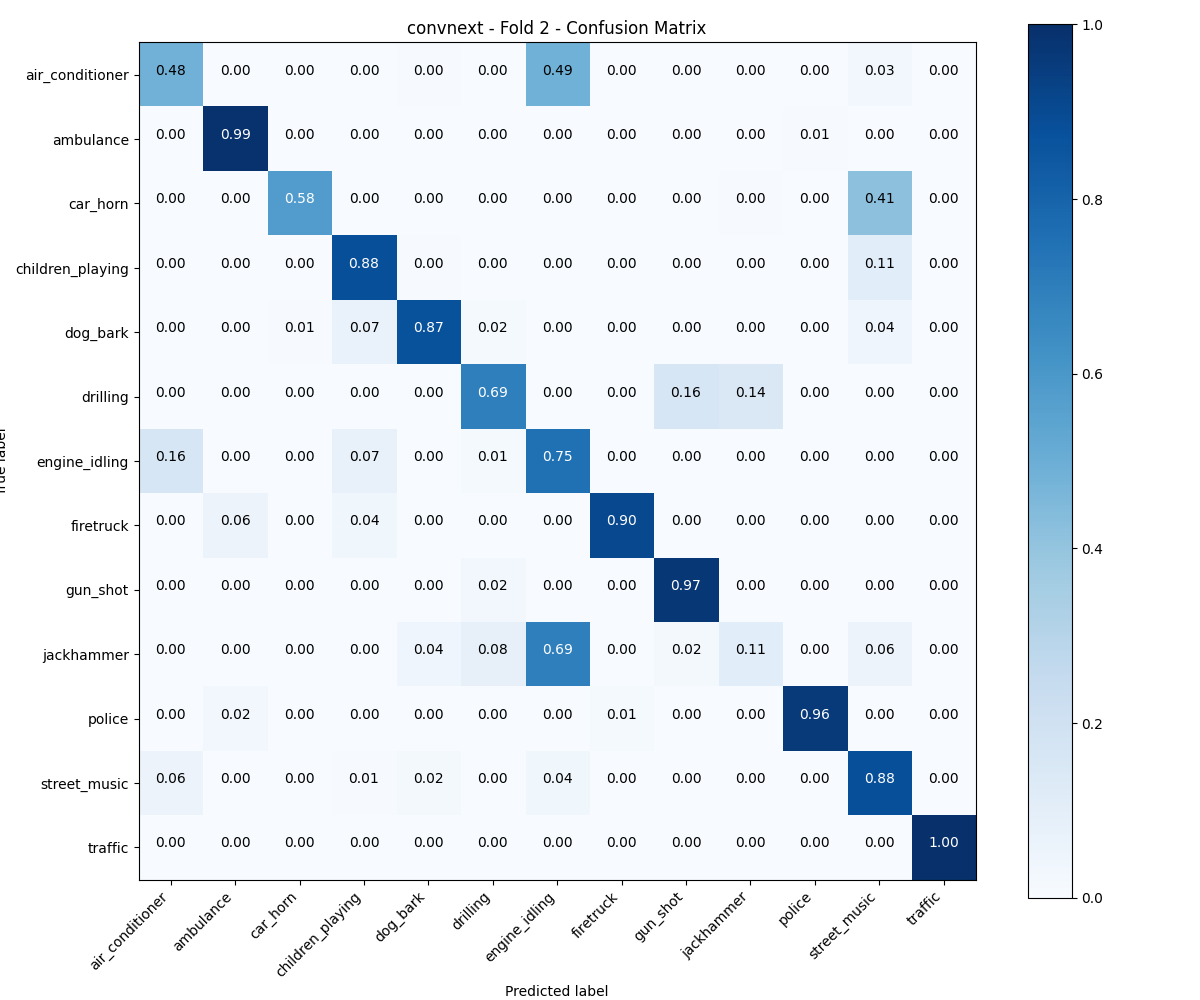 convnext - Fold 2 - Confusion Matrix
air_conditioner 0.48 0.00 0.00 0.00 0.00 0.00 0.49 0.00 0.00 0.00 0.00 0.03 0.00
ambulance 0.00 0.99 0.00 0.00 0.00 0.00 0.00 0.00 0.00 0.00 0.01 0.00 0.00
car_horn 0.00 0.00 0.58 0.00 0.00 0.00 0.00 0.00 0.00 0.00 0.00 0.41 0.00
children_playing 0.00 0.00 0.00 0.88 0.00 0.00 0.00 0.00 0.00 0.00 0.00 0.11 0.00
dog_bark 0.00 0.00 0.01 0.07 0.87 0.02 0.00 0.00 0.00 0.00 0.00 0.04 0.00
drilling 0.00 0.00 0.00 0.00 0.00 0.69 0.00 0.00 0.16 0.14 0.00 0.00 0.00
engine_idling 0.16 0.00 0.00 0.07 0.00 0.01 0.75 0.00 0.00 0.00 0.00 0.00 0.00
firetruck 0.00 0.06 0.00 0.04 0.00 0.00 0.00 0.90 0.00 0.00 0.00 0.00 0.00
gun_shot 0.00 0.00 0.00 0.00 0.00 0.02 0.00 0.00 0.97 0.00 0.00 0.00 0.00
jackhammer 0.00 0.00 0.00 0.00 0.04 0.08 0.69 0.00 0.02 0.11 0.00 0.06 0.00
police 0.00 0.02 0.00 0.00 0.00 0.00 0.00 0.01 0.00 0.00 0.96 0.00 0.00
street_music 0.06 0.00 0.00 0.01 0.02 0.00 0.04 0.00 0.00 0.00 0.00 0.88 0.00
traffic 0.00 0.00 0.00 0.00 0.00 0.00 0.00 0.00 0.00 0.00 0.00 0.00 1.00
air_conditioner ambulance car_horn children_playing dog_bark drilling engine_idling firetruck gun_shot jackhammer police street_music traffic
Predicted label
label
1.0
0.8
0.6
0.4
0.2
0.0